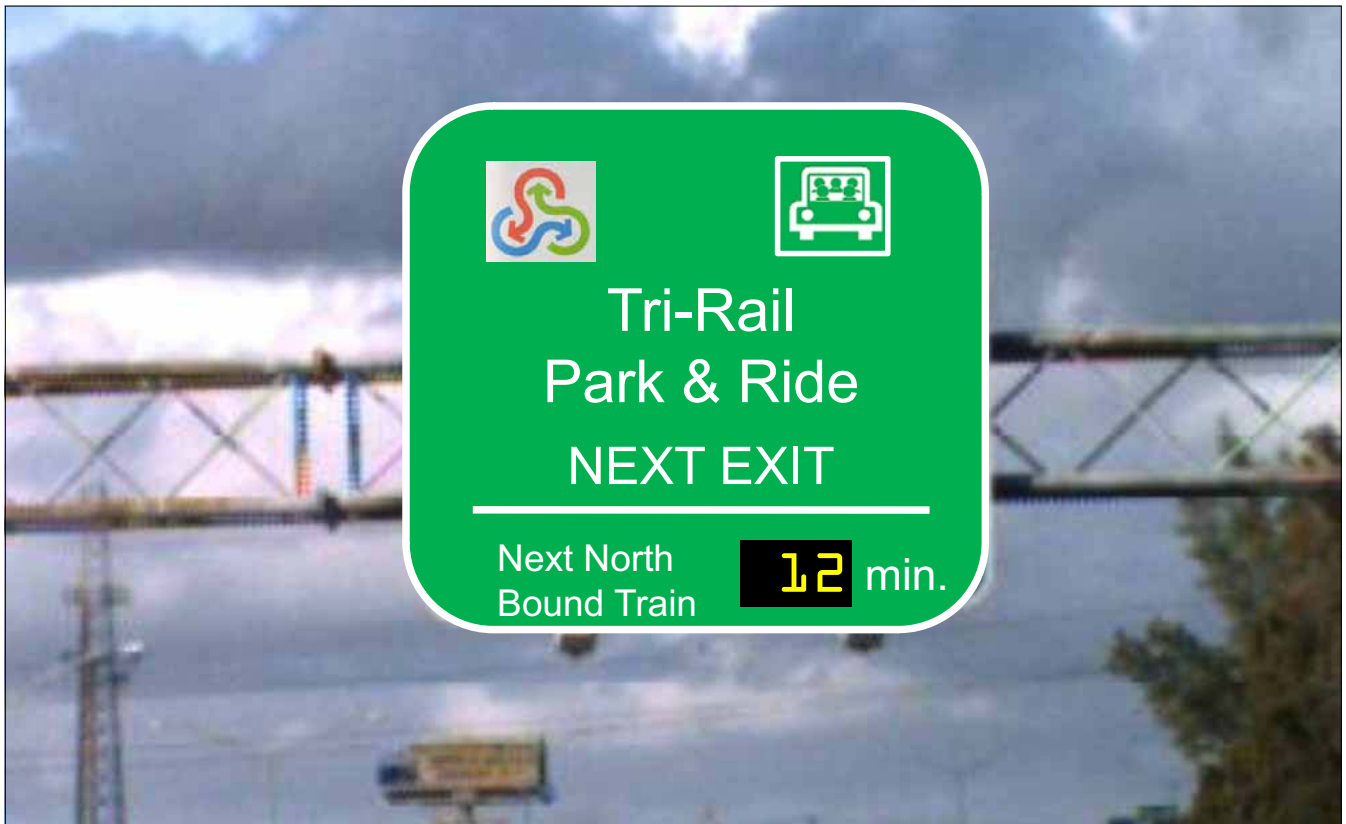 Tri-Rail
Park & Ride
NEXT EXIT
Next North
Bound Train
12 min.